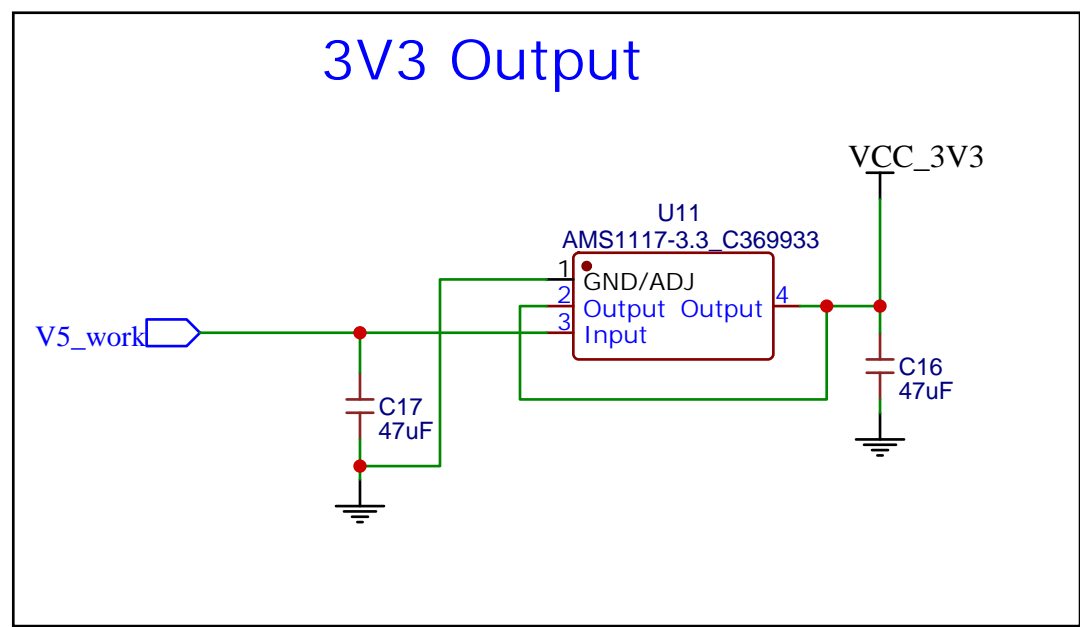 3V3 Output
VCC_3V3
U11
AMS1117-3.3_C369933
1
GND/ADJ
2
Output
Output
4
3
Input
V5_work
C16
47uF
C17
47uF